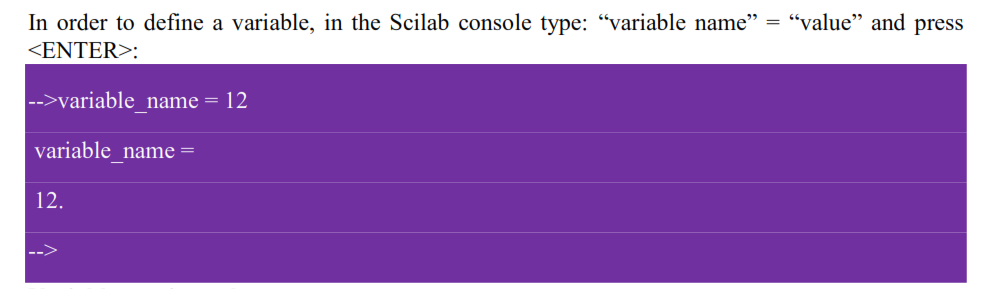 In order to define a variable, in the Scilab console type: “variable name” = “value” and press
<ENTER>:
-->variable_name = 12
variable_name =
12.
-->